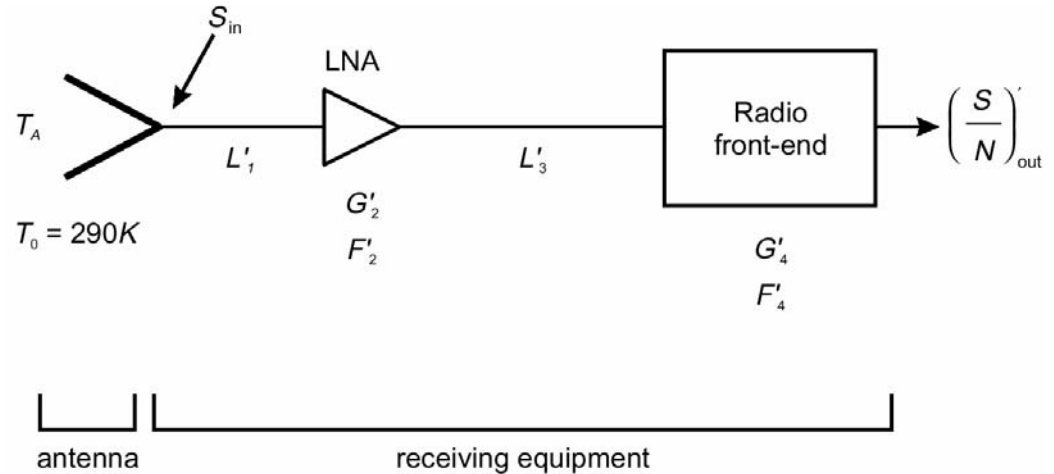 S_in
LNA
T_A
L'_1
L'_3
Radio
front-end
(S/N)'_out
T_0 = 290K
G'_2
F'_2
G'_4
F'_4
antenna
receiving equipment